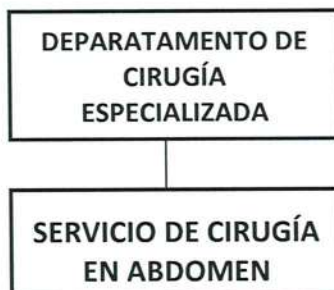 DEPARATAMENTO DE
CIRUGÍA
ESPECIALIZADA
SERVICIO DE CIRUGÍA
EN ABDOMEN